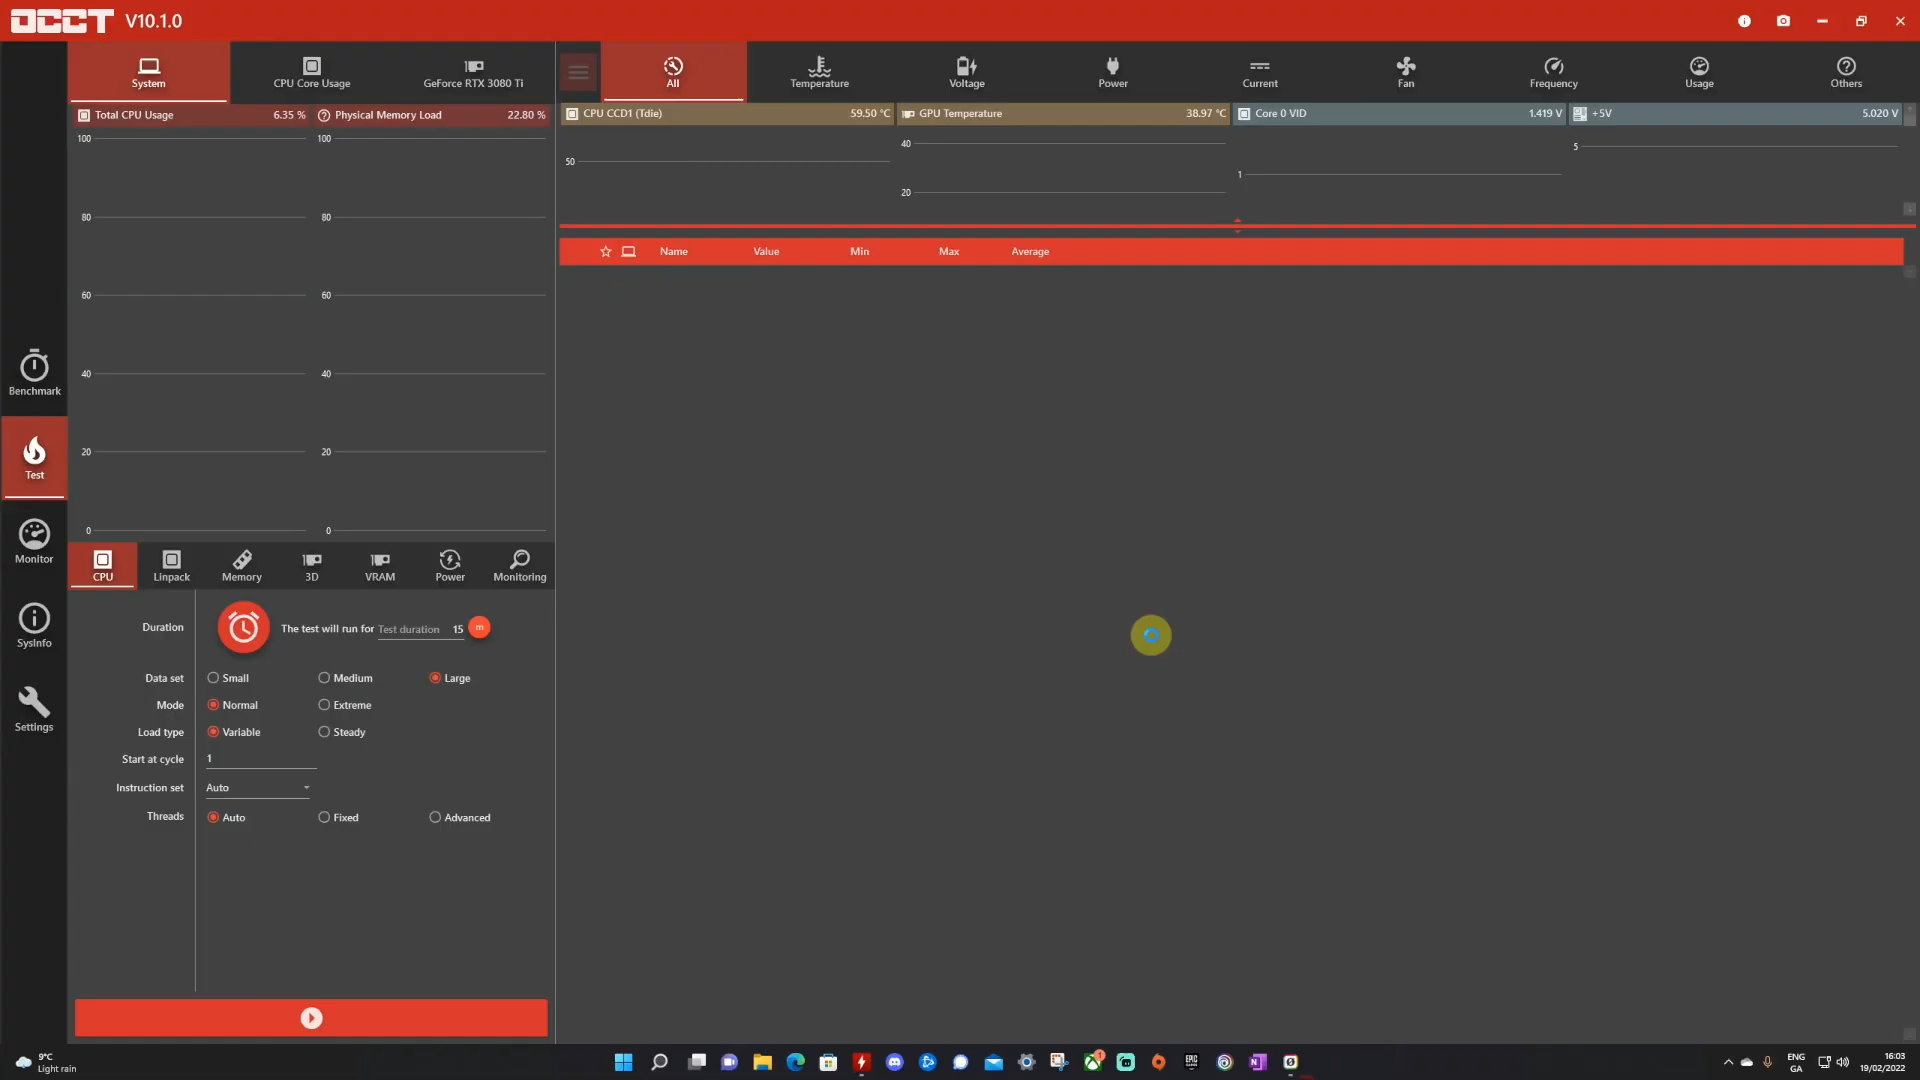 OCCT V10.1.0
System
CPU Core Usage
GeForce RTX 3080 Ti
All
Temperature
Voltage
Power
Current
Fan
Frequency
Usage
Others
Total CPU Usage 6.35 %
Physical Memory Load 22.80 %
CPU CCD1 (Tdie) 59.50 °C
GPU Temperature 38.97 °C
Core 0 VID 1.419 V
+5V 5.020 V
100
80
60
40
20
0
100
80
60
40
20
0
50
40
20
1
5
Name Value Min Max Average
Benchmark
Test
Monitor
SysInfo
Settings
CPU
Linpack
Memory
3D
VRAM
Power
Monitoring
Duration The test will run for Test duration 15 m
Data set Small Medium Large
Mode Normal Extreme
Load type Variable Steady
Start at cycle 1
Instruction set Auto
Threads Auto Fixed Advanced
9°C
Light rain
EPIC
N
1
ENG
GA
16:03
19/02/2022